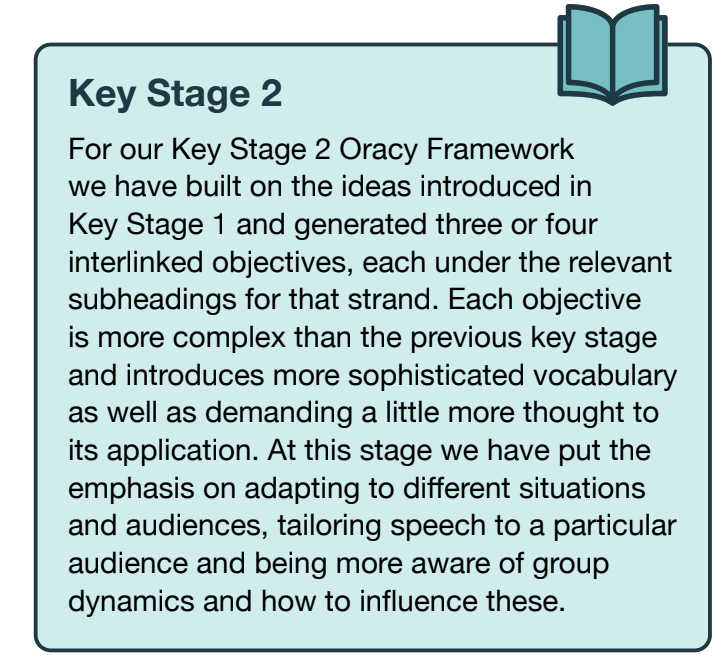 Key Stage 2
For our Key Stage 2 Oracy Framework
we have built on the ideas introduced in
Key Stage 1 and generated three or four
interlinked objectives, each under the relevant
subheadings for that strand. Each objective
is more complex than the previous key stage
and introduces more sophisticated vocabulary
as well as demanding a little more thought to
its application. At this stage we have put the
emphasis on adapting to different situations
and audiences, tailoring speech to a particular
audience and being more aware of group
dynamics and how to influence these.